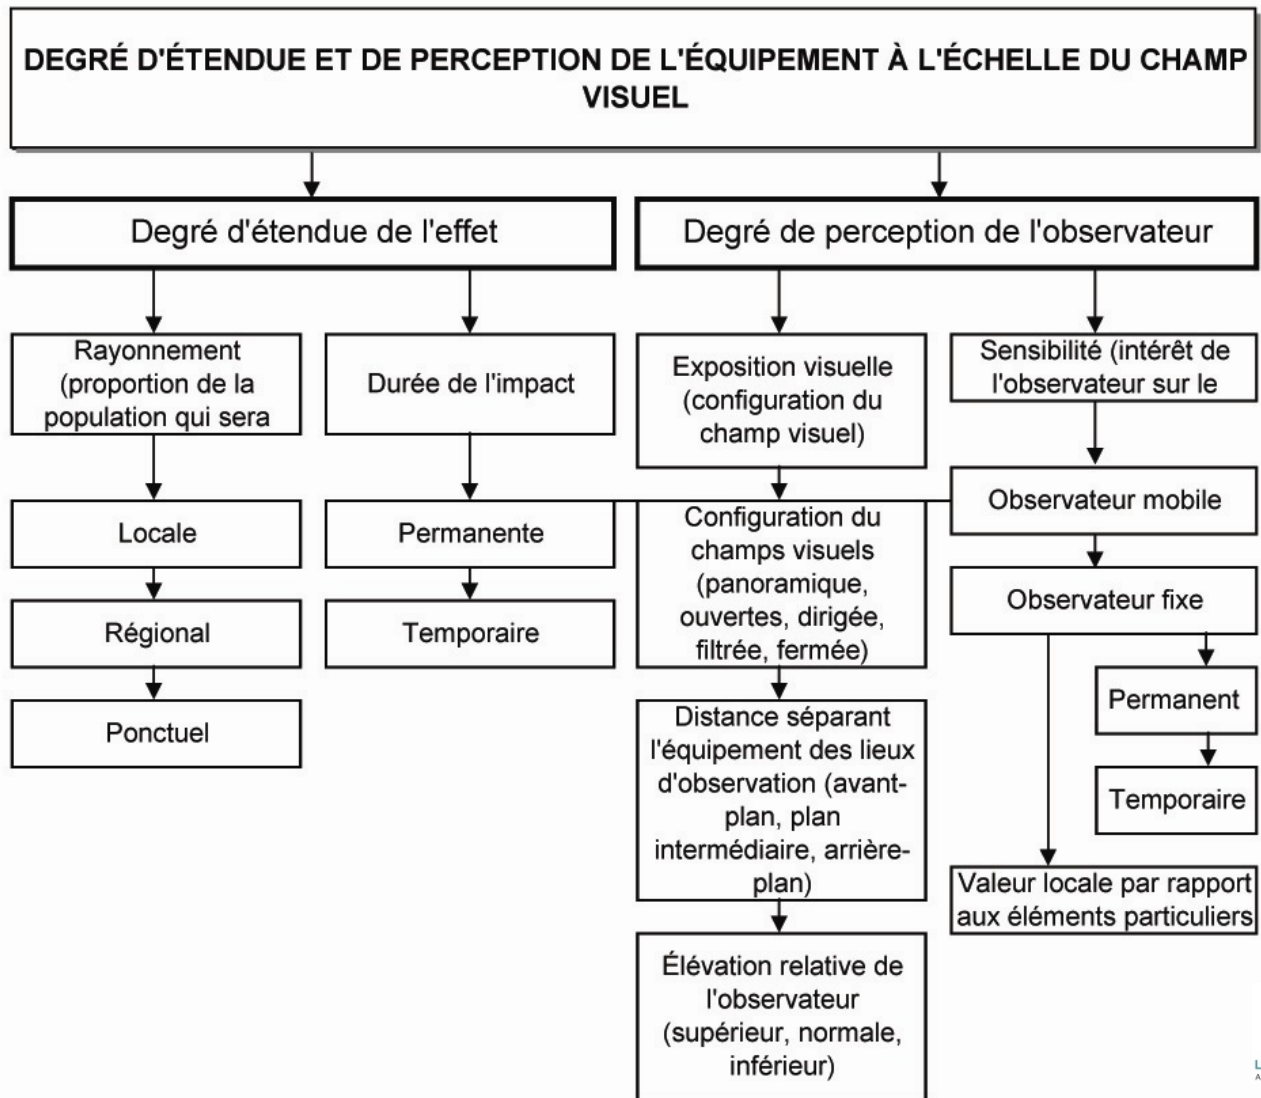 DEGRÉ D'ÉTENDUE ET DE PERCEPTION DE L'ÉQUIPEMENT À L'ÉCHELLE DU CHAMP
VISUEL
Degré d'étendue de l'effet
Degré de perception de l'observateur
Rayonnement
(proportion de la
population qui sera
Durée de l'impact
Exposition visuelle
(configuration du
champ visuel)
Sensibilité (intérêt de
l'observateur sur le
Locale
Permanente
Configuration du
champs visuels
(panoramique,
ouvertes, dirigée,
filtrée, fermée)
Observateur mobile
Régional
Temporaire
Observateur fixe
Ponctuel
Distance séparant
l'équipement des lieux
d'observation (avant-
plan, plan
intermédiaire, arrière-
plan)
Permanent
Temporaire
Valeur locale par rapport
aux éléments particuliers
Élévation relative de
l'observateur
(supérieur, normale,
inférieur)
L
A